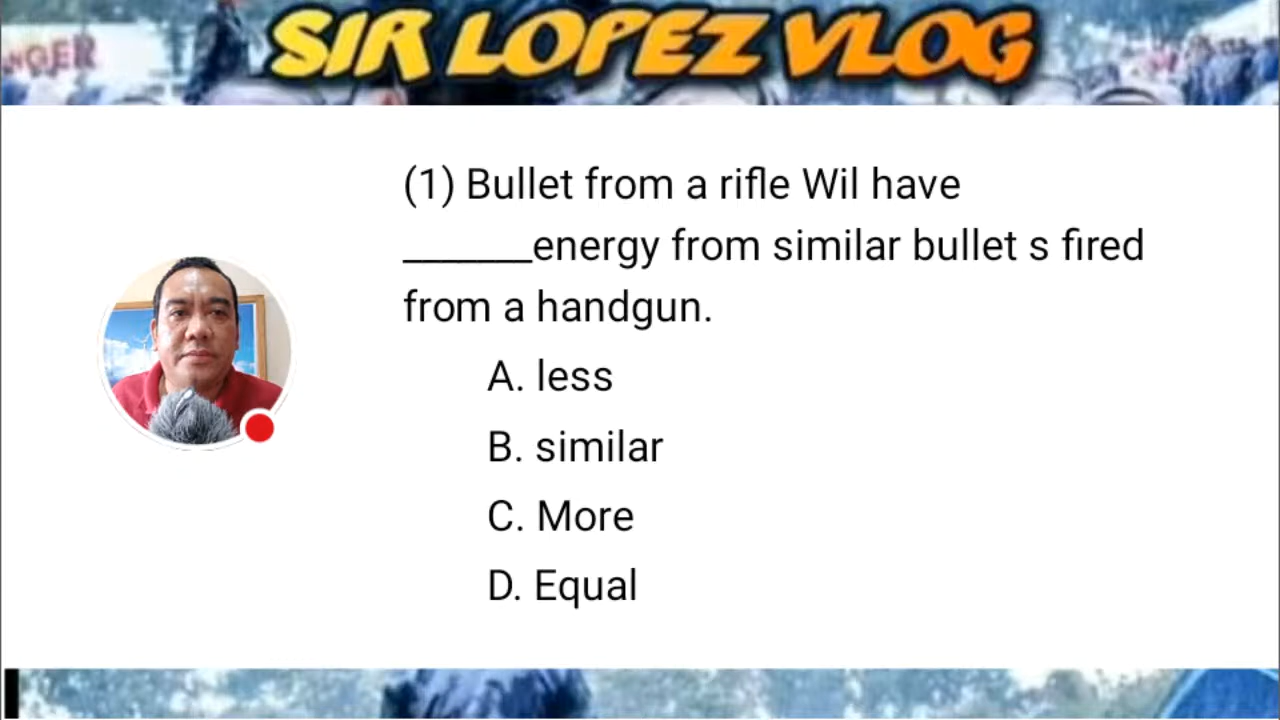 NGER
SIR LOPEZ VLOG
(1) Bullet from a rifle Wil have
_______energy from similar bullet s fired
from a handgun.
A. less
B. similar
C. More
D. Equal